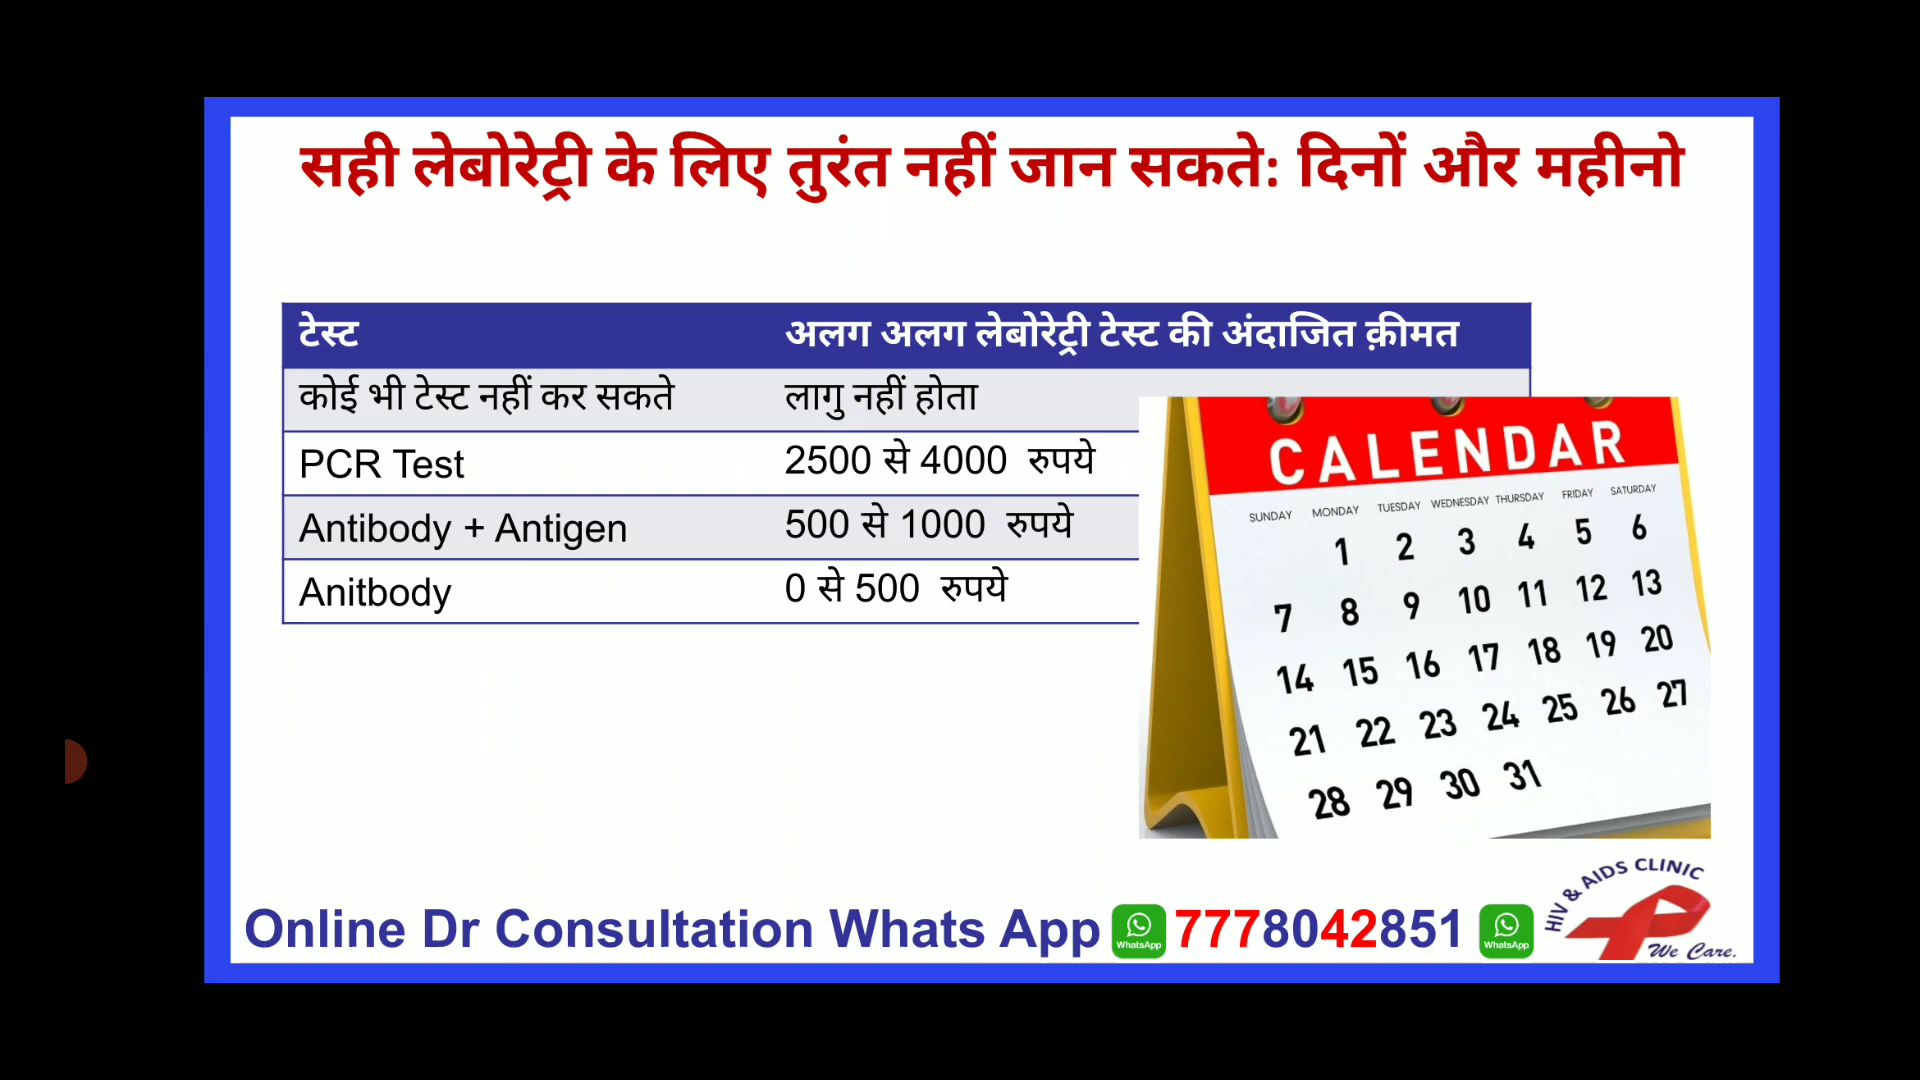 सही लेबोरेट्री के लिए तुरंत नहीं जान सकते: दिनों और महीनो
टेस्ट अलग अलग लेबोरेट्री टेस्ट की अंदाजित क़ीमत
कोई भी टेस्ट नहीं कर सकते लागु नहीं होता
PCR Test 2500 से 4000 रुपये
Antibody + Antigen 500 से 1000 रुपये
Anitbody 0 से 500 रुपये
CALENDAR
SUNDAY MONDAY TUESDAY WEDNESDAY THURSDAY FRIDAY SATURDAY
1 2 3 4 5 6
7 8 9 10 11 12 13
14 15 16 17 18 19 20
21 22 23 24 25 26 27
28 29 30 31
Online Dr Consultation Whats App WhatsApp 7778042851 WhatsApp
HIV & AIDS CLINIC
We Care.